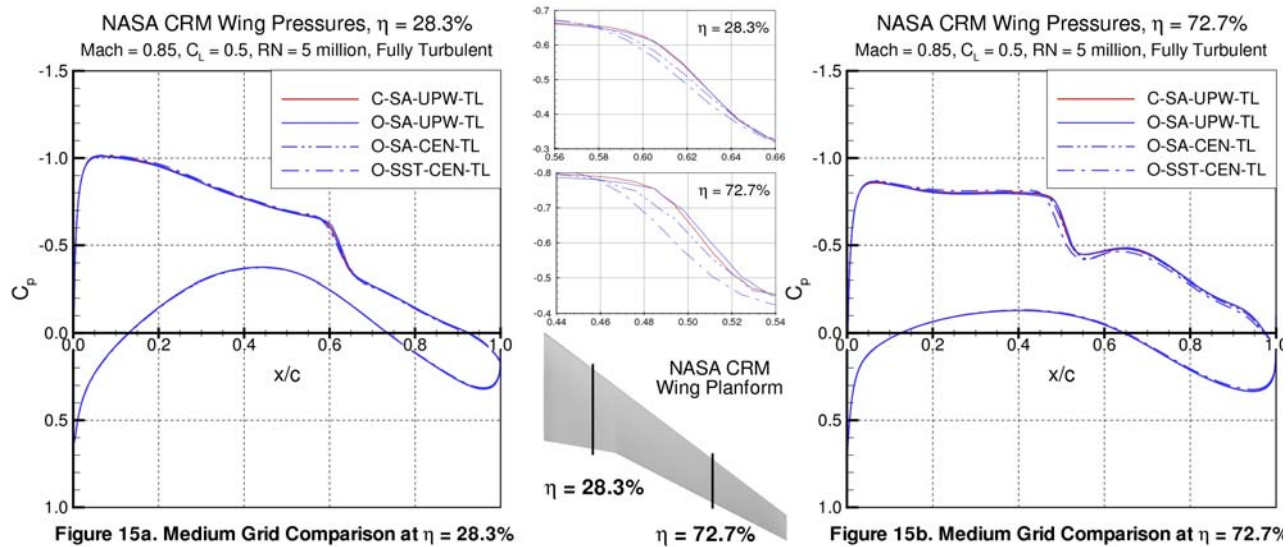 NASA CRM Wing Pressures, η = 28.3%
Mach = 0.85, C_L = 0.5, RN = 5 million, Fully Turbulent
-1.5
-1.0
-0.5
0.0
0.5
1.0
C_p
0.0 0.2 0.4 0.6 0.8 1.0
x/c
C-SA-UPW-TL
O-SA-UPW-TL
O-SA-CEN-TL
O-SST-CEN-TL
Figure 15a. Medium Grid Comparison at η = 28.3%
η = 28.3%
-0.7
-0.6
-0.5
-0.4
-0.3
0.56 0.58 0.60 0.62 0.64 0.66
η = 72.7%
-0.8
-0.7
-0.6
-0.5
-0.4
0.44 0.46 0.48 0.50 0.52 0.54
NASA CRM
Wing Planform
η = 28.3%
η = 72.7%
NASA CRM Wing Pressures, η = 72.7%
Mach = 0.85, C_L = 0.5, RN = 5 million, Fully Turbulent
-1.5
-1.0
-0.5
0.0
0.5
1.0
C_p
0.0 0.2 0.4 0.6 0.8 1.0
x/c
C-SA-UPW-TL
O-SA-UPW-TL
O-SA-CEN-TL
O-SST-CEN-TL
Figure 15b. Medium Grid Comparison at η = 72.7%